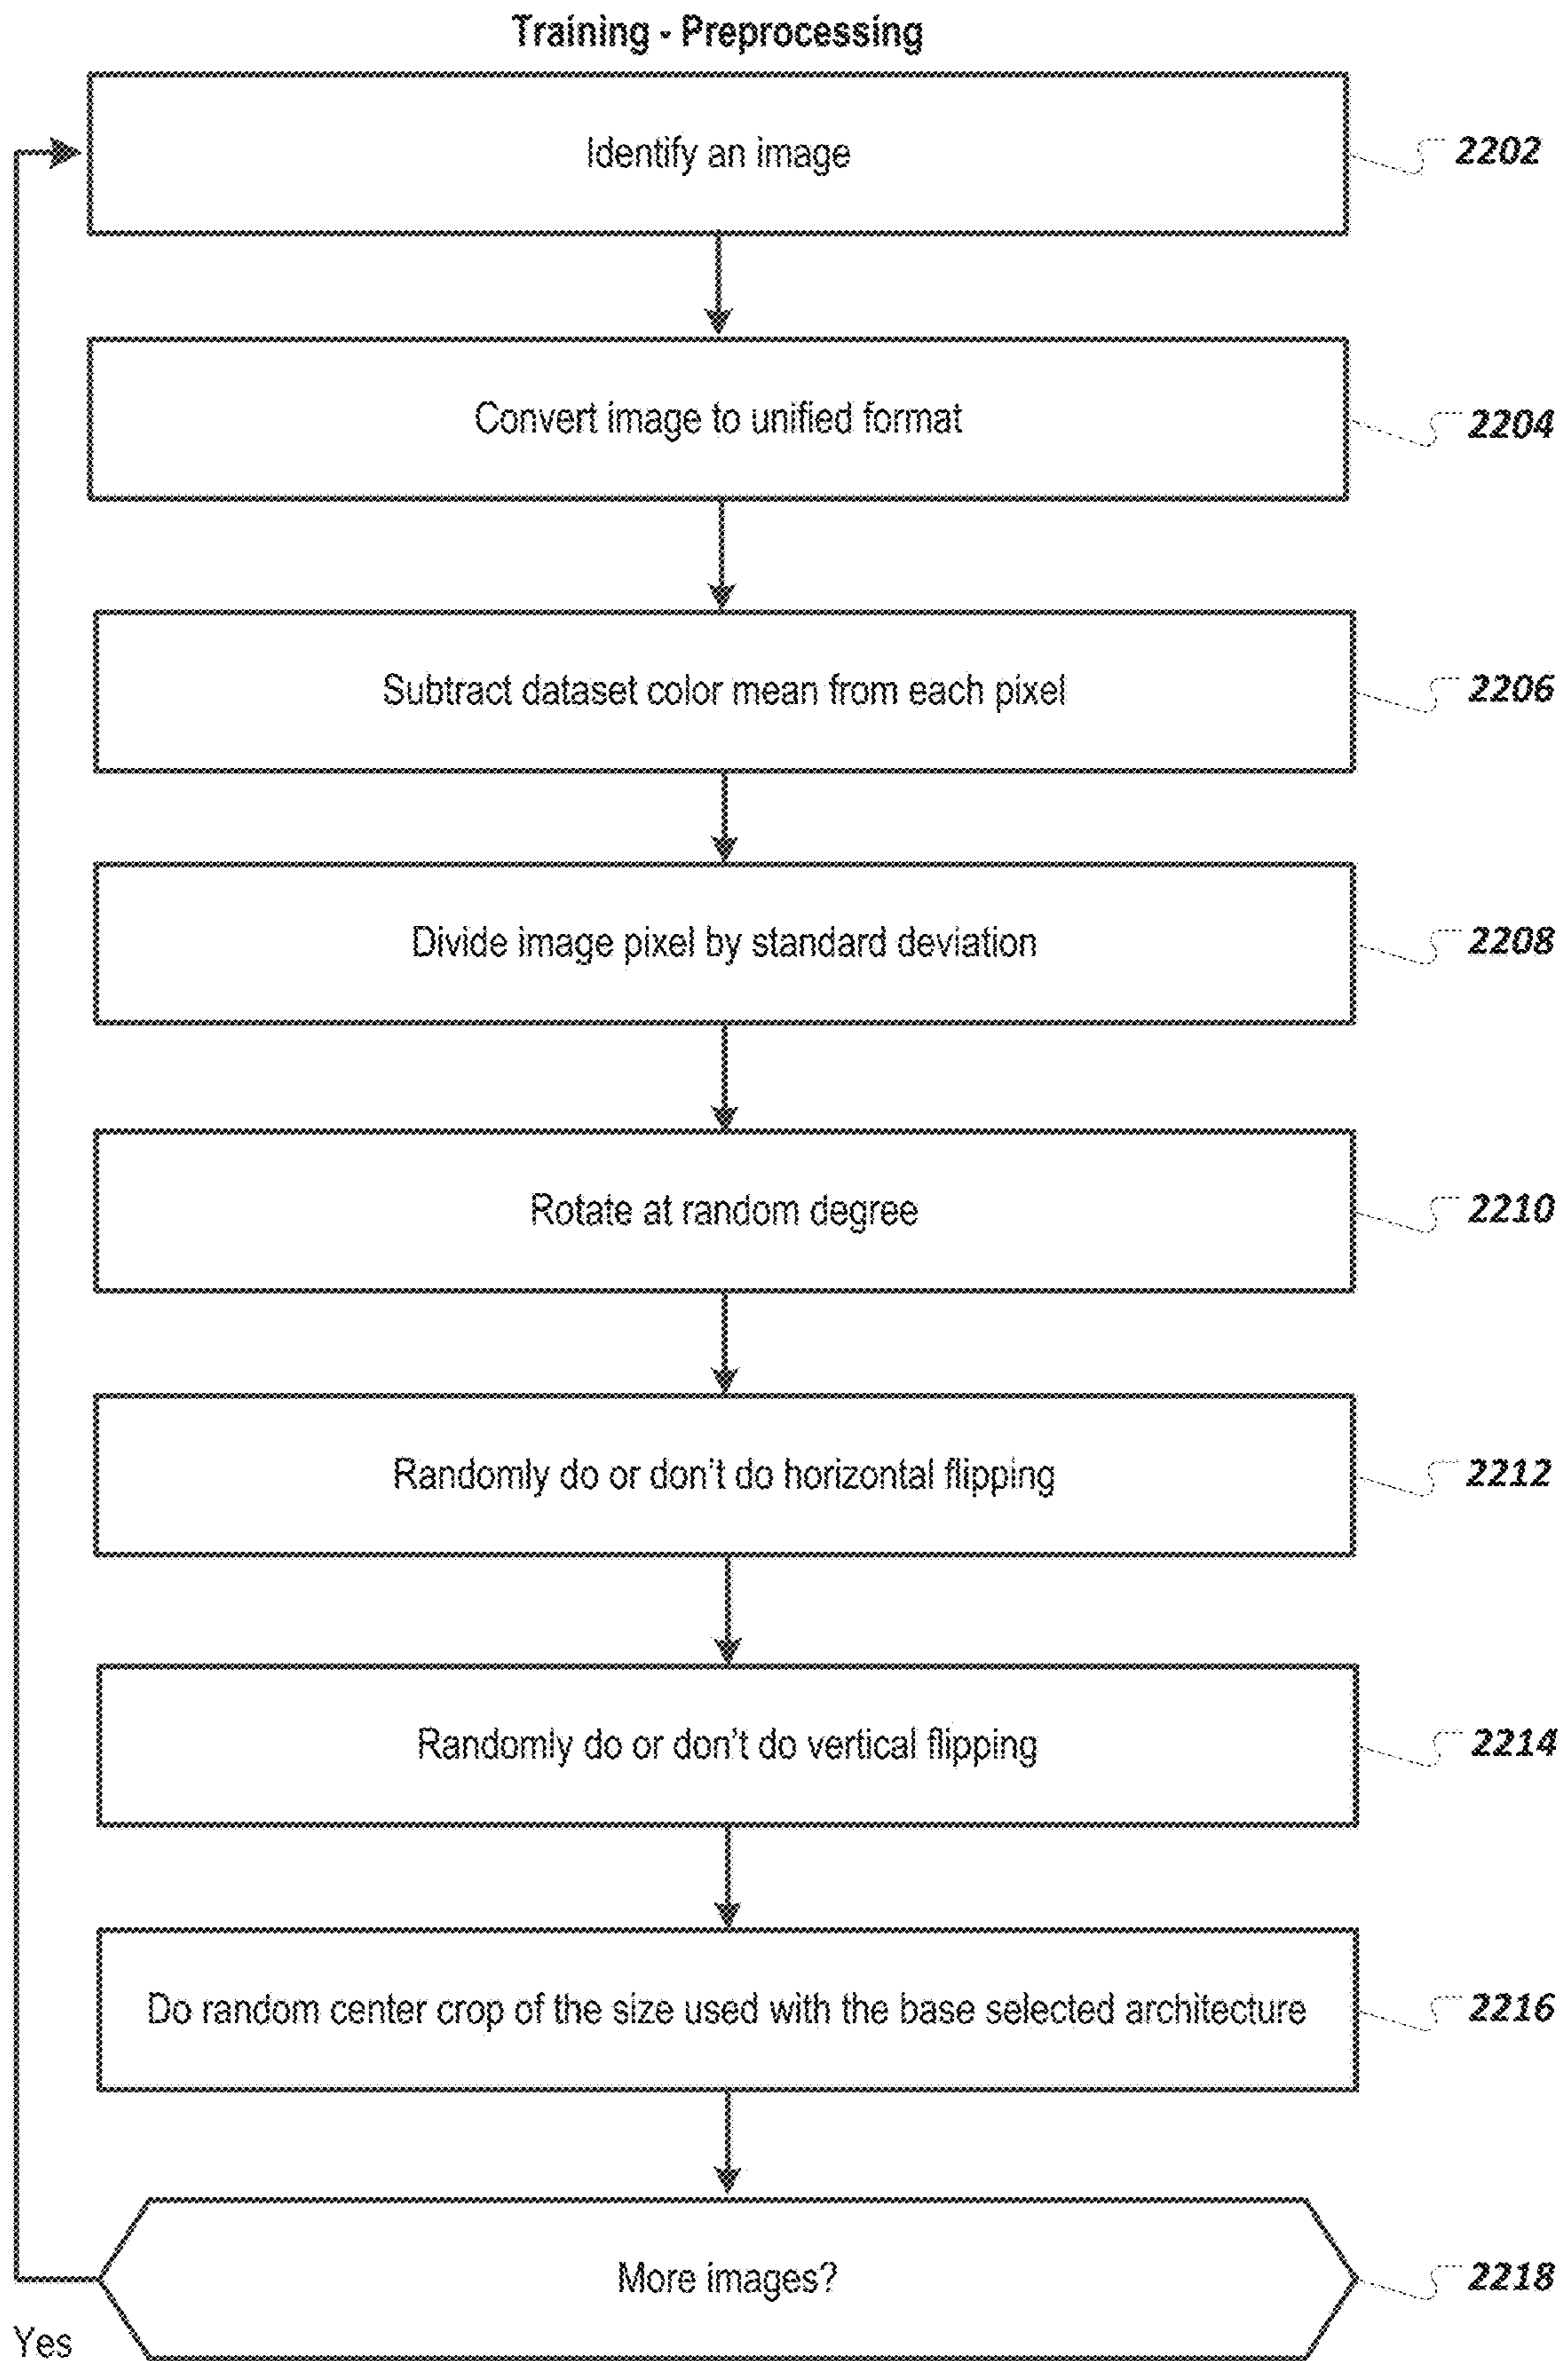 Training - Preprocessing
Identify an image
2202
Convert image to unified format
2204
Subtract dataset color mean from each pixel
2206
Divide image pixel by standard deviation
2208
Rotate at random degree
2210
Randomly do or don't do horizontal flipping
2212
Randomly do or don't do vertical flipping
2214
Do random center crop of the size used with the base selected architecture
2216
More images?
2218
Yes